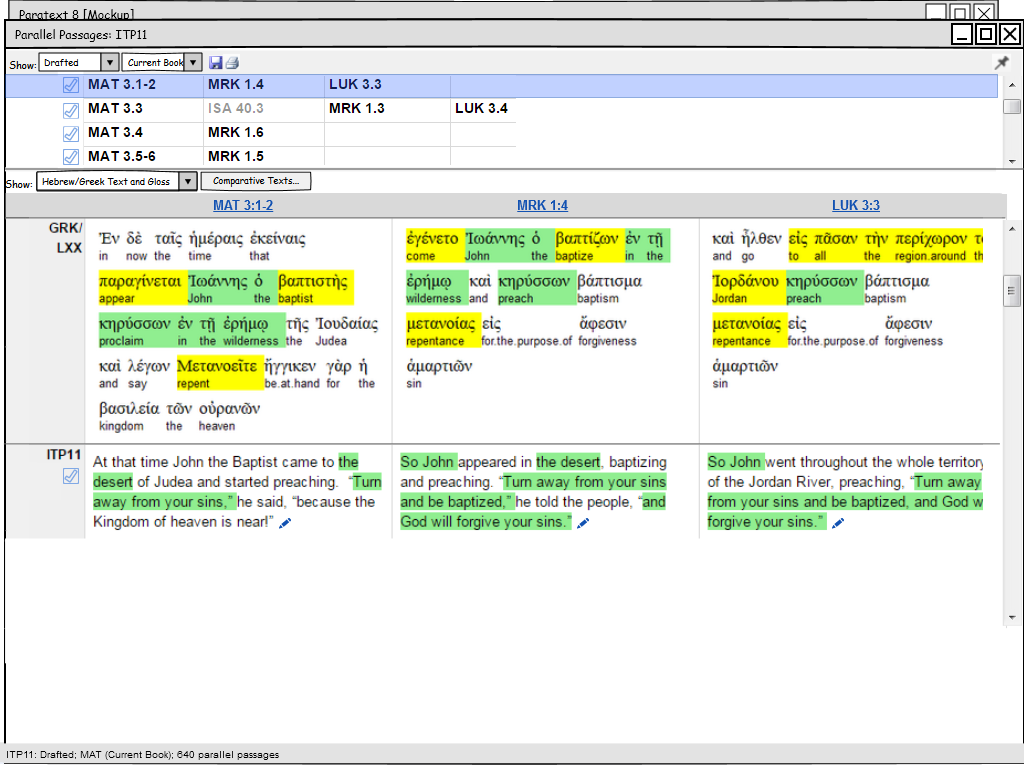 Paratext 8 [Mockup]
Parallel Passages: ITP11
Show: Drafted Current Book
MAT 3.1-2 MRK 1.4 LUK 3.3
MAT 3.3 ISA 40.3 MRK 1.3 LUK 3.4
MAT 3.4 MRK 1.6
MAT 3.5-6 MRK 1.5
Show: Hebrew/Greek Text and Gloss Comparative Texts...
MAT 3:1-2 MRK 1:4 LUK 3:3
GRK/
LXX
Ἐν δὲ ταῖς ἡμέραις ἐκείναις
in now the time that
παραγίνεται Ἰωάννης ὁ βαπτιστὴς
appear John the baptist
κηρύσσων ἐν τῇ ἐρήμῳ τῆς Ἰουδαίας
proclaim in the wilderness the Judea
καὶ λέγων Μετανοεῖτε ἤγγικεν γὰρ ἡ
and say repent be.at.hand for the
βασιλεία τῶν οὐρανῶν
kingdom the heaven
ἐγένετο Ἰωάννης ὁ βαπτίζων ἐν τῇ
come John the baptize in the
ἐρήμῳ καὶ κηρύσσων βάπτισμα
wilderness and preach baptism
μετανοίας εἰς ἄφεσιν
repentance for.the.purpose.of forgiveness
ἁμαρτιῶν
sin
καὶ ἦλθεν εἰς πᾶσαν τὴν περίχωρον
and go to all the region.around
Ἰορδάνου κηρύσσων βάπτισμα
Jordan preach baptism
μετανοίας εἰς ἄφεσιν
repentance for.the.purpose.of forgiveness
ἁμαρτιῶν
sin
ITP11
At that time John the Baptist came to the
desert of Judea and started preaching. “Turn
away from your sins,” he said, “because the
Kingdom of heaven is near!”
So John appeared in the desert, baptizing
and preaching. “Turn away from your sins
and be baptized,” he told the people, “and
God will forgive your sins.”
So John went throughout the whole territory
of the Jordan River, preaching, “Turn away
from your sins and be baptized, and God w
forgive your sins.”
ITP11: Drafted; MAT (Current Book); 640 parallel passages